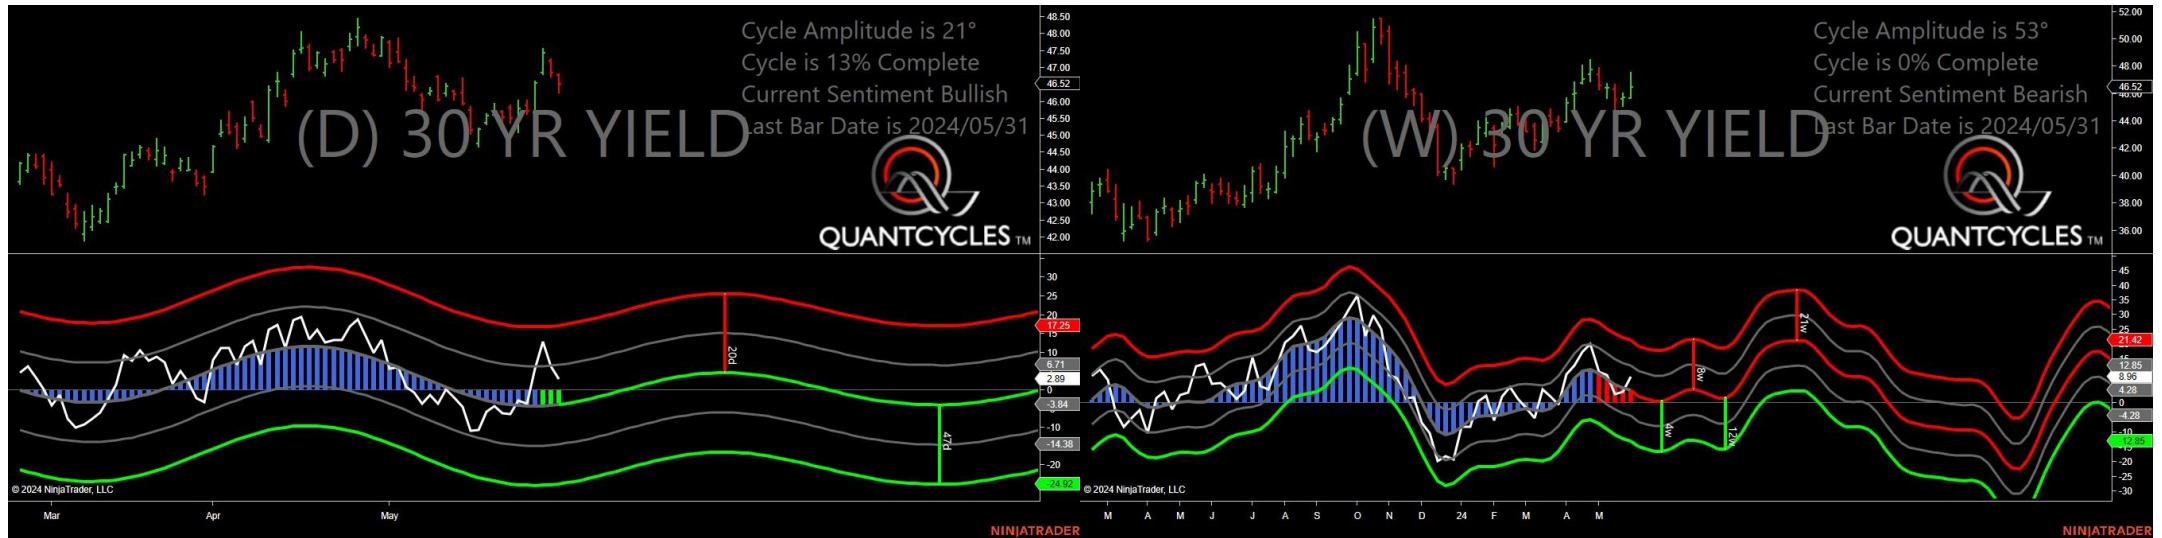 Cycle Amplitude is 21°
Cycle is 13% Complete
Current Sentiment Bullish
Last Bar Date is 2024/05/31
(D) 30 YR YIELD
QUANTCYCLES TM
48.50
48.00
47.50
47.00
46.52
46.00
45.50
45.00
44.50
44.00
43.50
43.00
42.50
42.00
30
25
20
17.25
10
6.71
2.89
0
-3.84
-10
-14.38
-20
-24.92
20d
47d
© 2024 NinjaTrader, LLC
Mar Apr May
NINJATRADER
Cycle Amplitude is 53°
Cycle is 0% Complete
Current Sentiment Bearish
Last Bar Date is 2024/05/31
(W) 30 YR YIELD
QUANTCYCLES TM
52.00
50.00
48.00
46.52
46.00
44.00
42.00
40.00
38.00
36.00
45
40
35
30
25
21.42
15
12.85
8.96
4.28
0
-4.28
-12.85
-15
-20
-25
-30
8w
21w
4w
12w
© 2024 NinjaTrader, LLC
M A M J J A S O N D 24 F M A M
NINJATRADER